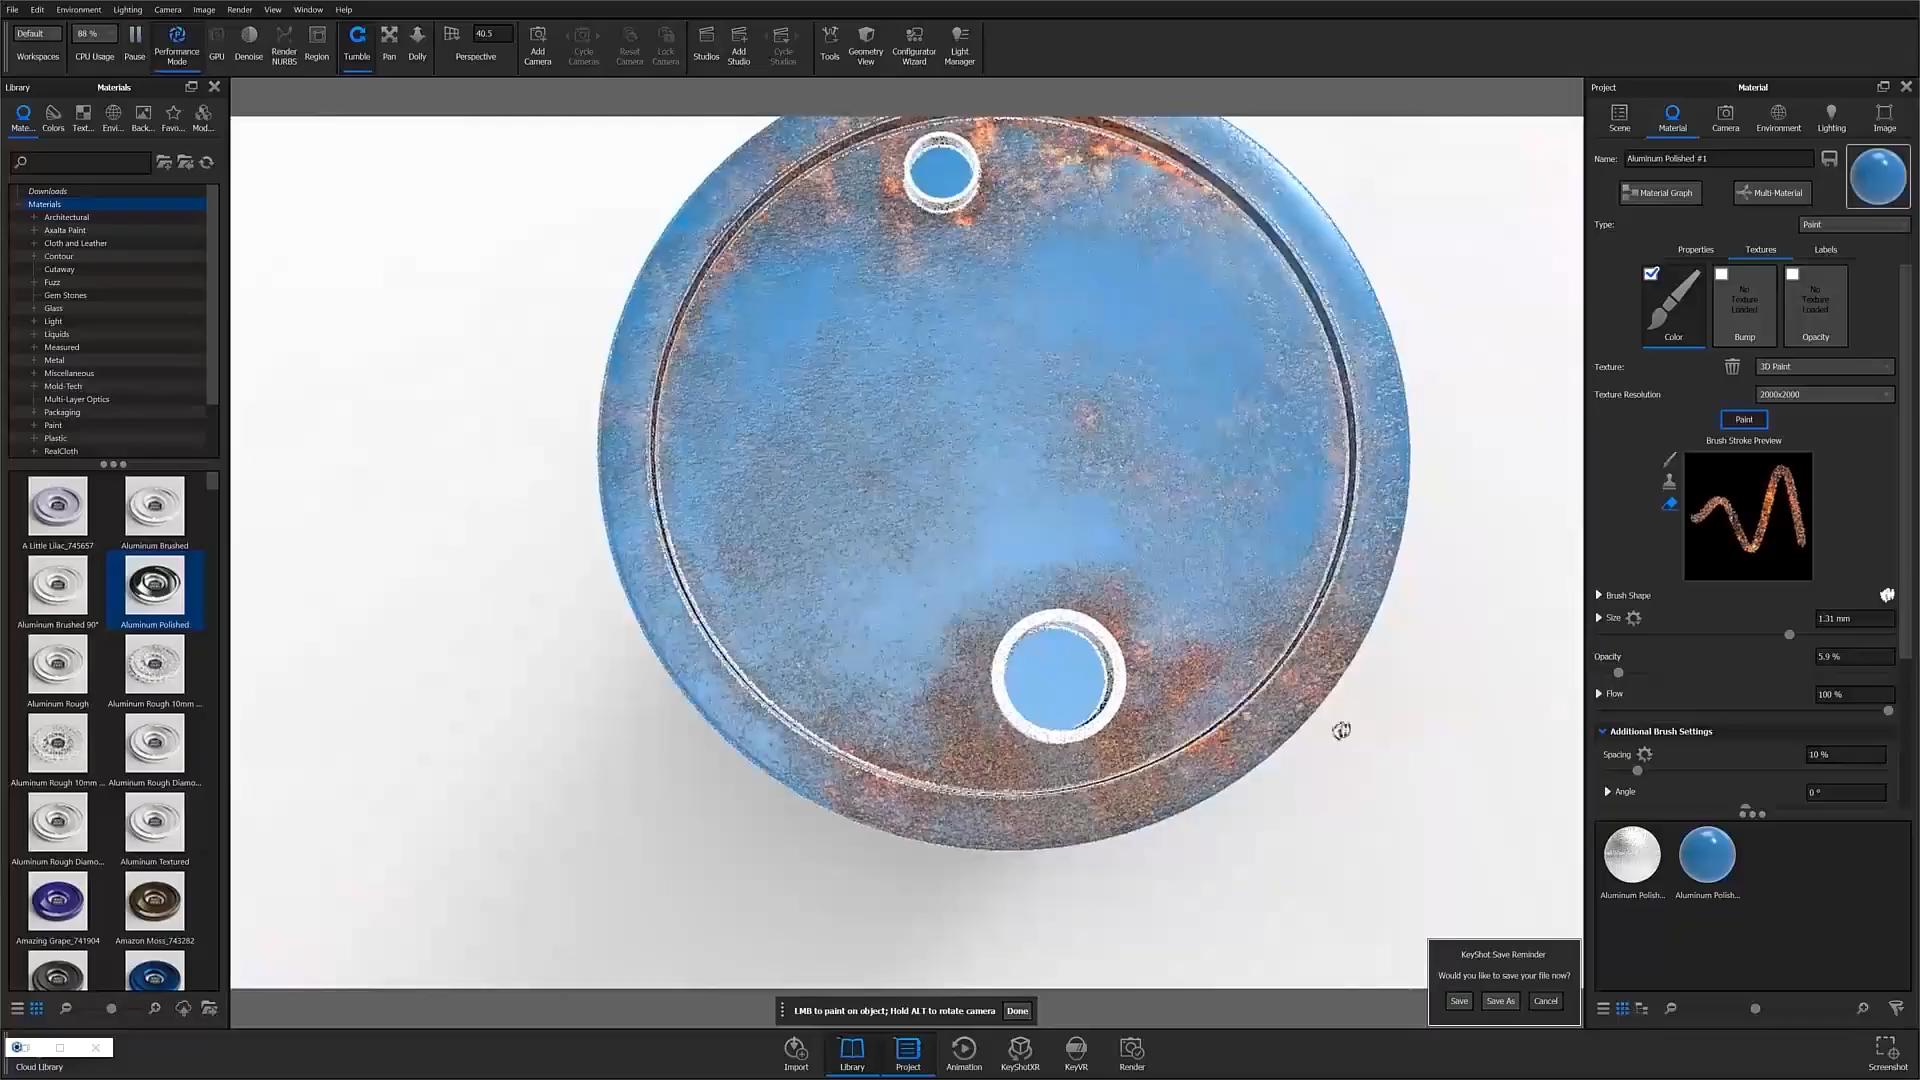 File Edit Environment Lighting Camera Image Render View Window Help
Default 88 % 40.5
Workspaces CPU Usage Pause Performance Mode GPU Denoise Render NURBS Region Tumble Pan Dolly Perspective Add Camera Cycle Cameras Reset Camera Lock Camera Studios Add Studio Cycle Studios Tools Geometry View Configurator Wizard Light Manager
Library Materials
Mate... Colors Text... Envi... Back... Favo... Mod...
Downloads
Materials
Architectural
Axalta Paint
Cloth and Leather
Contour
Cutaway
Fuzz
Gem Stones
Glass
Light
Liquids
Measured
Metal
Miscellaneous
Mold-Tech
Multi-Layer Optics
Packaging
Paint
Plastic
RealCloth
A Little Lilac_745657 Aluminum Brushed
Aluminum Brushed 90° Aluminum Polished
Aluminum Rough Aluminum Rough 10mm ...
Aluminum Rough 10mm ... Aluminum Rough Diamo...
Aluminum Rough Diamo... Aluminum Textured
Amazing Grape_741904 Amazon Moss_743282
Cloud Library
Project Material
Scene Material Camera Environment Lighting Image
Name: Aluminum Polished #1
Material Graph Multi-Material
Type: Paint
Properties Textures Labels
No Texture Loaded No Texture Loaded
Color Bump Opacity
Texture: 3D Paint
Texture Resolution 2000x2000
Paint
Brush Stroke Preview
Brush Shape
Size 1.31 mm
Opacity 5.9 %
Flow 100 %
Additional Brush Settings
Spacing 10 %
Angle 0 °
Aluminum Polish... Aluminum Polish...
KeyShot Save Reminder
Would you like to save your file now?
Save Save As Cancel
LMB to paint on object; Hold ALT to rotate camera Done
Import Library Project Animation KeyShotXR KeyVR Render Screenshot